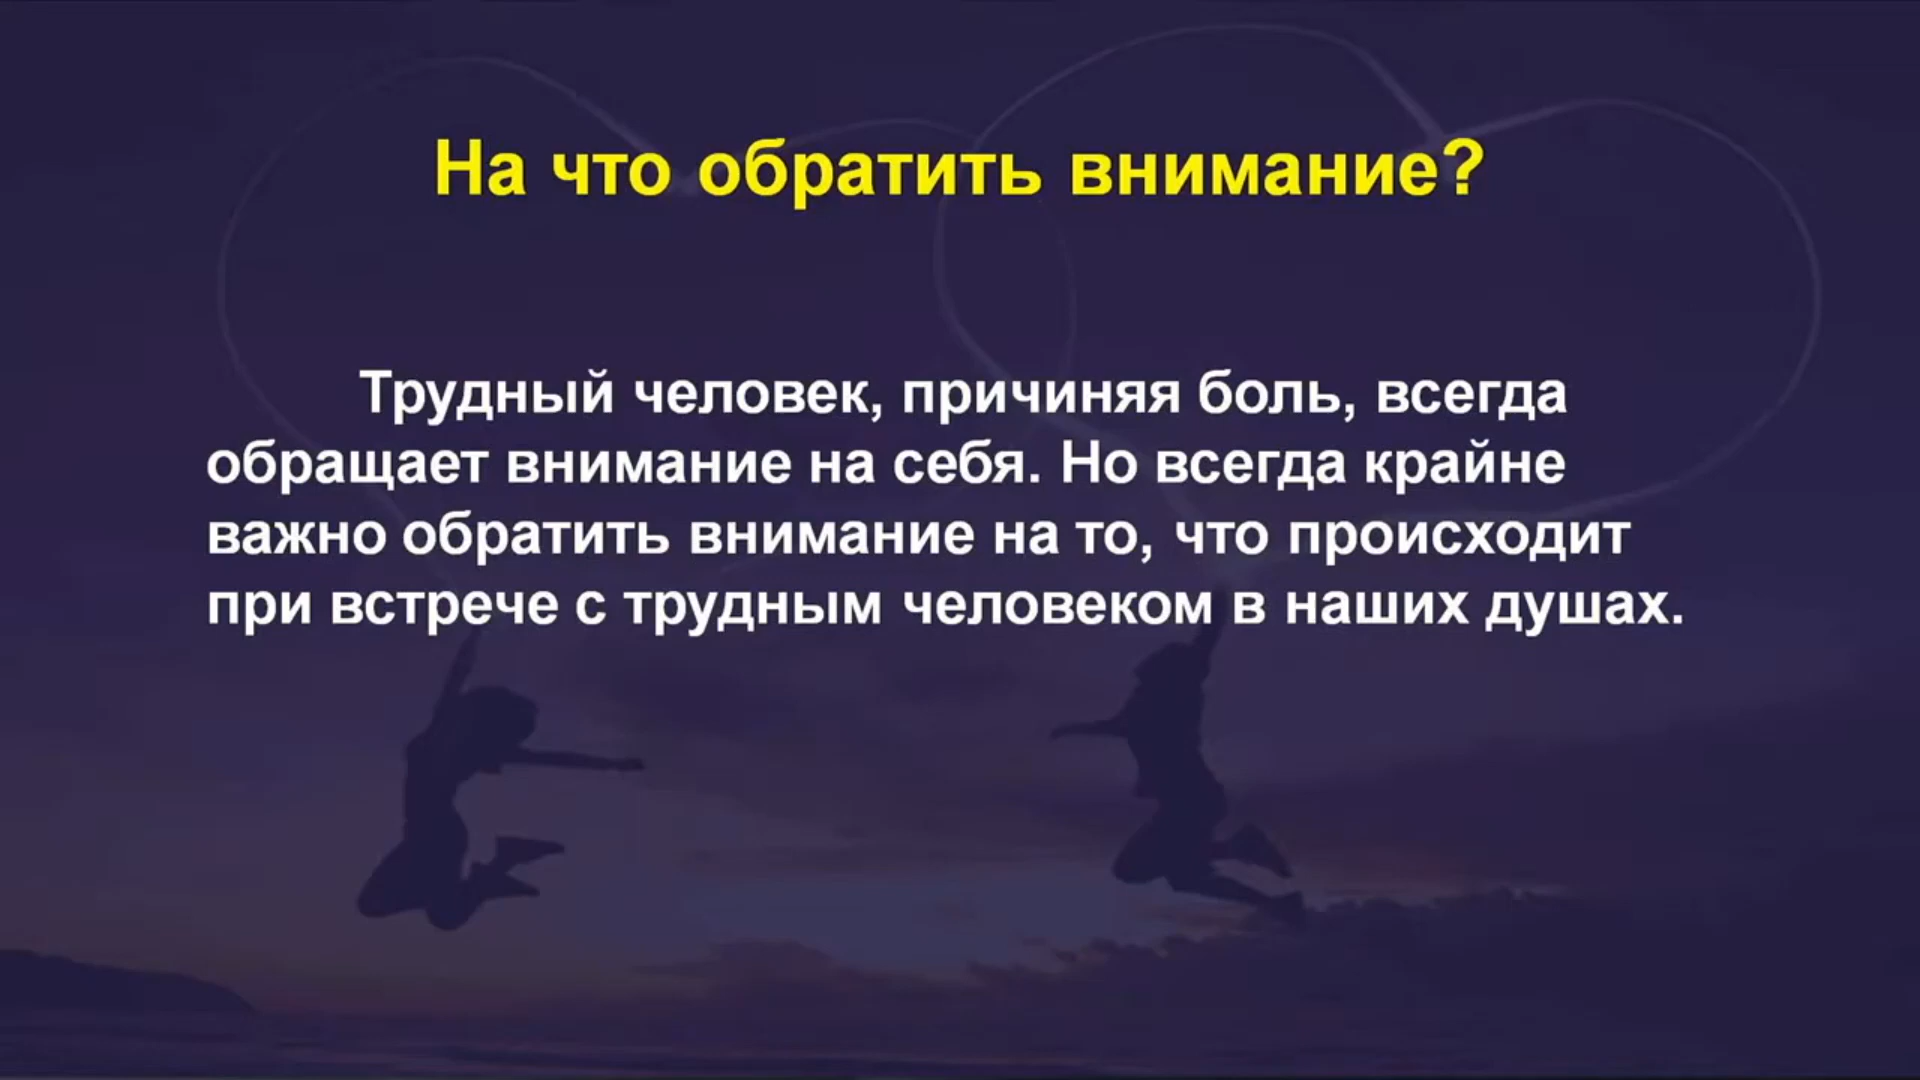 На что обратить внимание?
Трудный человек, причиняя боль, всегда
обращает внимание на себя. Но всегда крайне
важно обратить внимание на то, что происходит
при встрече с трудным человеком в наших душах.